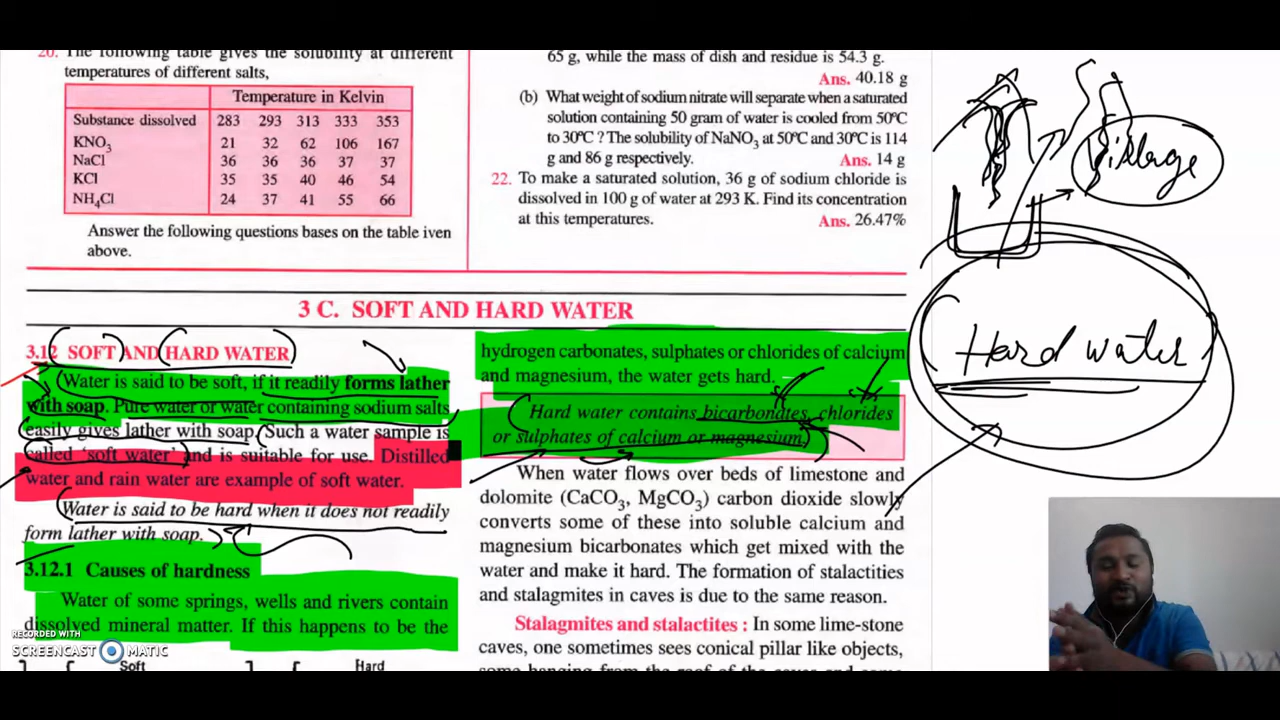 20. The following table gives the solubility at different
temperatures of different salts,
Temperature in Kelvin
Substance dissolved 283 293 313 333 353
KNO3 21 32 62 106 167
NaCl 36 36 36 37 37
KCl 35 35 40 46 54
NH4Cl 24 37 41 55 66
Answer the following questions bases on the table iven
above.
65 g, while the mass of dish and residue is 54.3 g.
Ans. 40.18 g
(b) What weight of sodium nitrate will separate when a saturated
solution containing 50 gram of water is cooled from 50ºC
to 30ºC ? The solubility of NaNO3 at 50ºC and 30ºC is 114
g and 86 g respectively. Ans. 14 g
22. To make a saturated solution, 36 g of sodium chloride is
dissolved in 100 g of water at 293 K. Find its concentration
at this temperatures. Ans. 26.47%
3 C. SOFT AND HARD WATER
3.12 SOFT AND HARD WATER
Water is said to be soft, if it readily forms lather
with soap. Pure water or water containing sodium salts
easily gives lather with soap. Such a water sample is
called 'soft water' and is suitable for use. Distilled
water and rain water are example of soft water.
Water is said to be hard when it does not readily
form lather with soap.
3.12.1 Causes of hardness
Water of some springs, wells and rivers contain
dissolved mineral matter. If this happens to be the
Soft Hard
hydrogen carbonates, sulphates or chlorides of calcium
and magnesium, the water gets hard.
Hard water contains bicarbonates, chlorides
or sulphates of calcium or magnesium.
When water flows over beds of limestone and
dolomite (CaCO3, MgCO3) carbon dioxide slowly
converts some of these into soluble calcium and
magnesium bicarbonates which get mixed with the
water and make it hard. The formation of stalactities
and stalagmites in caves is due to the same reason.
Stalagmites and stalactites : In some lime-stone
caves, one sometimes sees conical pillar like objects,
some hanging from the roof of the caves and some
Village
Hard water
RECORDED WITH
SCREENCAST MATIC